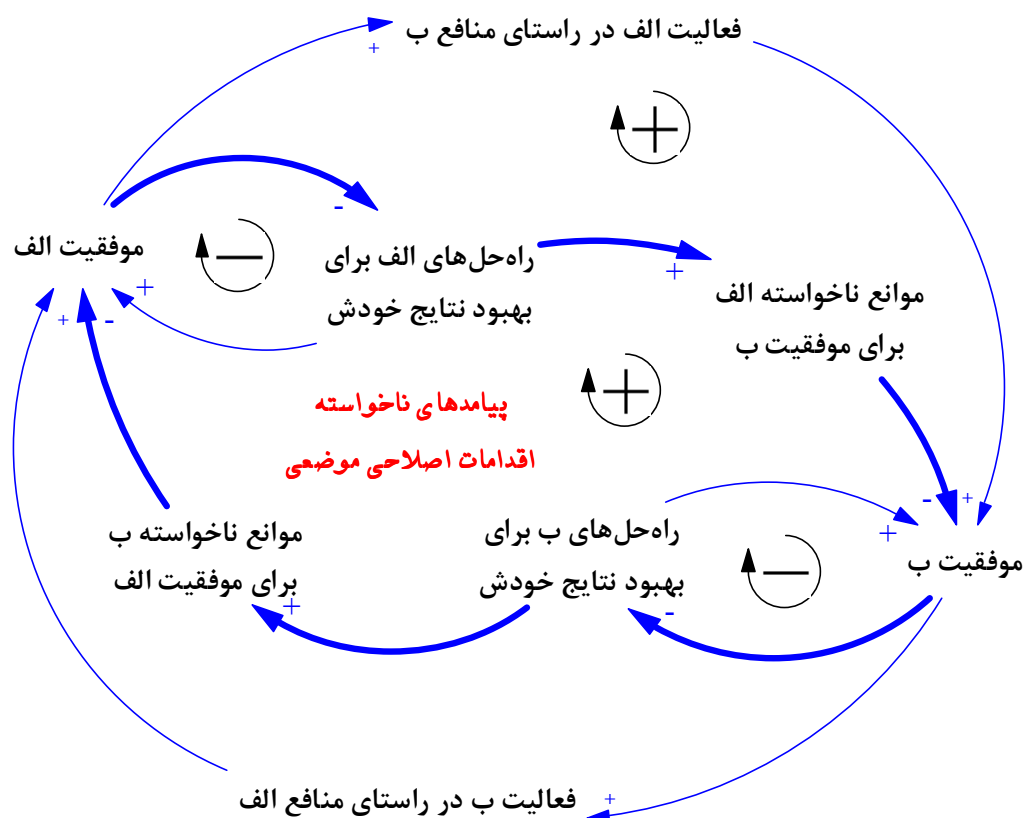 فعالیت الف در راستای منافع ب
+
+
-
-
موفقیت الف
راه‌حل‌های الف برای
بهبود نتایج خودش
+
+
موانع ناخواسته الف
برای موفقیت ب
+
-
+
پیامدهای ناخواسته
اقدامات اصلاحی موضعی
-
+
موانع ناخواسته ب
برای موفقیت الف
راه‌حل‌های ب برای
بهبود نتایج خودش
+
-
موفقیت ب
+
-
فعالیت ب در راستای منافع الف
+